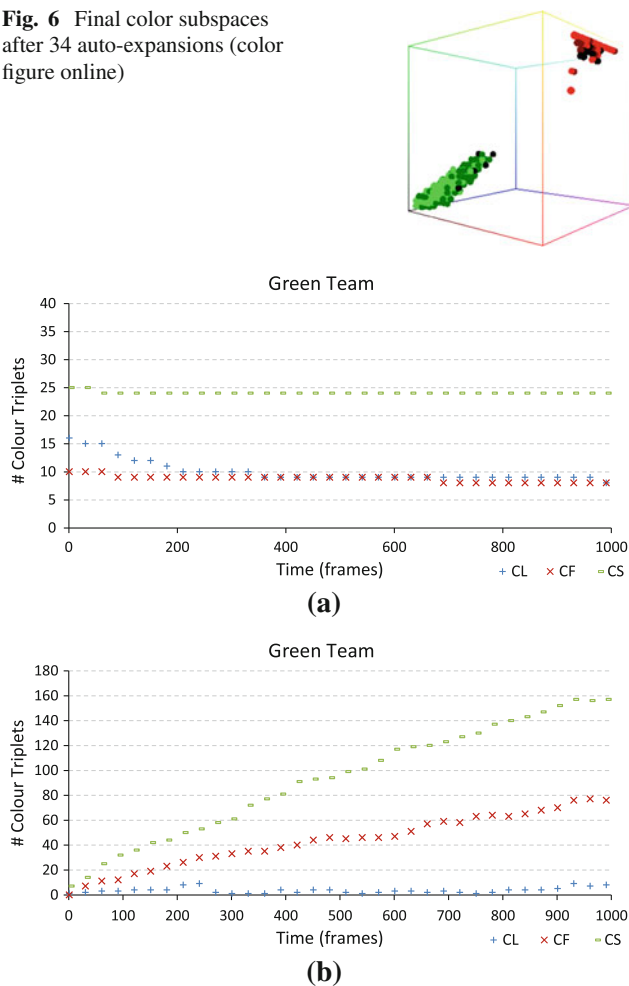 Fig. 6 Final color subspaces
after 34 auto-expansions (color
figure online)
Green Team
# Colour Triplets
40
35
30
25
20
15
10
5
0
0 200 400 600 800 1000
Time (frames)
CL CF CS
(a)
Green Team
# Colour Triplets
180
160
140
120
100
80
60
40
20
0
0 100 200 300 400 500 600 700 800 900 1000
Time (frames)
CL CF CS
(b)